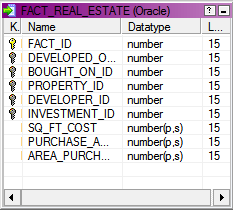 FACT_REAL_ESTATE (Oracle)
K. Name Datatype L...
FACT_ID number 15
DEVELOPED_O... number 15
BOUGHT_ON_ID number 15
PROPERTY_ID number 15
DEVELOPER_ID number 15
INVESTMENT_ID number 15
SQ_FT_COST number(p,s) 15
PURCHASE_A... number(p,s) 15
AREA_PURCH... number(p,s) 15